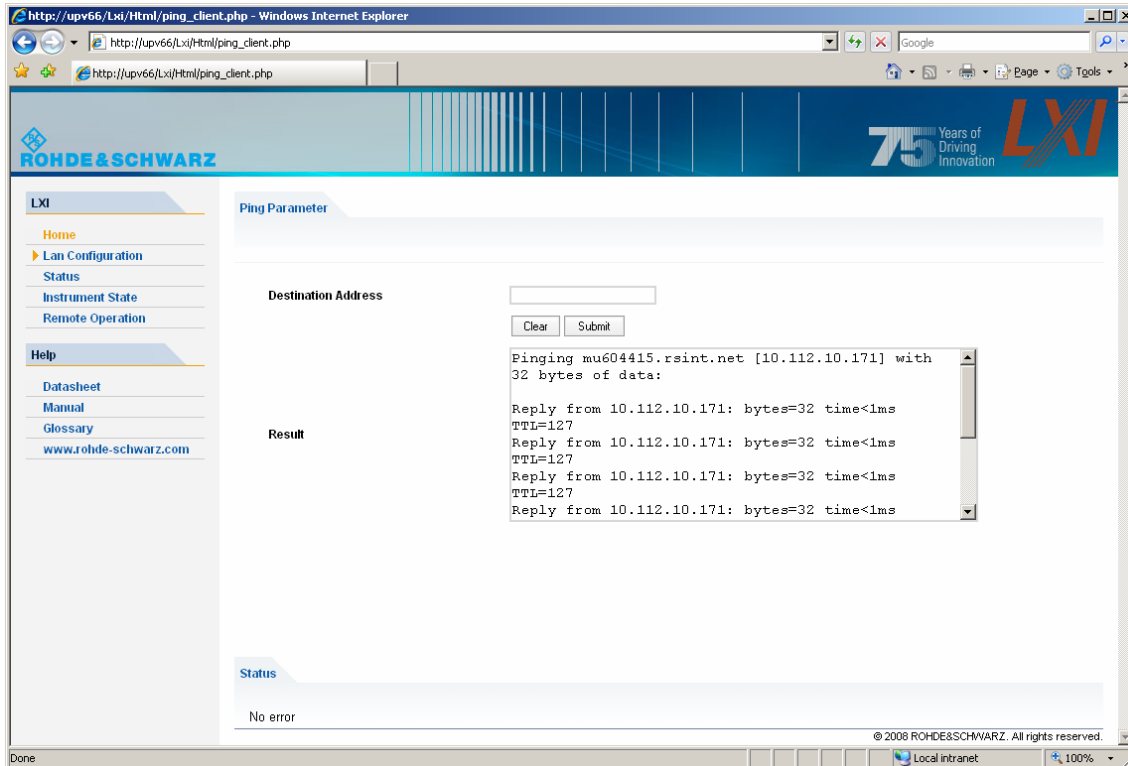 http://upv66/Lxi/Html/ping_client.php - Windows Internet Explorer
http://upv66/Lxi/Html/ping_client.php
Google
http://upv66/Lxi/Html/ping_client.php
Page
Tools
ROHDE&SCHWARZ
75 Years of Driving Innovation
LXI
LXI
Home
Lan Configuration
Status
Instrument State
Remote Operation
Help
Datasheet
Manual
Glossary
www.rohde-schwarz.com
Ping Parameter
Destination Address
Clear Submit
Result
Pinging mu604415.rsint.net [10.112.10.171] with
32 bytes of data:
Reply from 10.112.10.171: bytes=32 time<1ms
TTL=127
Reply from 10.112.10.171: bytes=32 time<1ms
TTL=127
Reply from 10.112.10.171: bytes=32 time<1ms
TTL=127
Reply from 10.112.10.171: bytes=32 time<1ms
Status
No error
© 2008 ROHDE&SCHWARZ. All rights reserved.
Done
Local intranet
100%